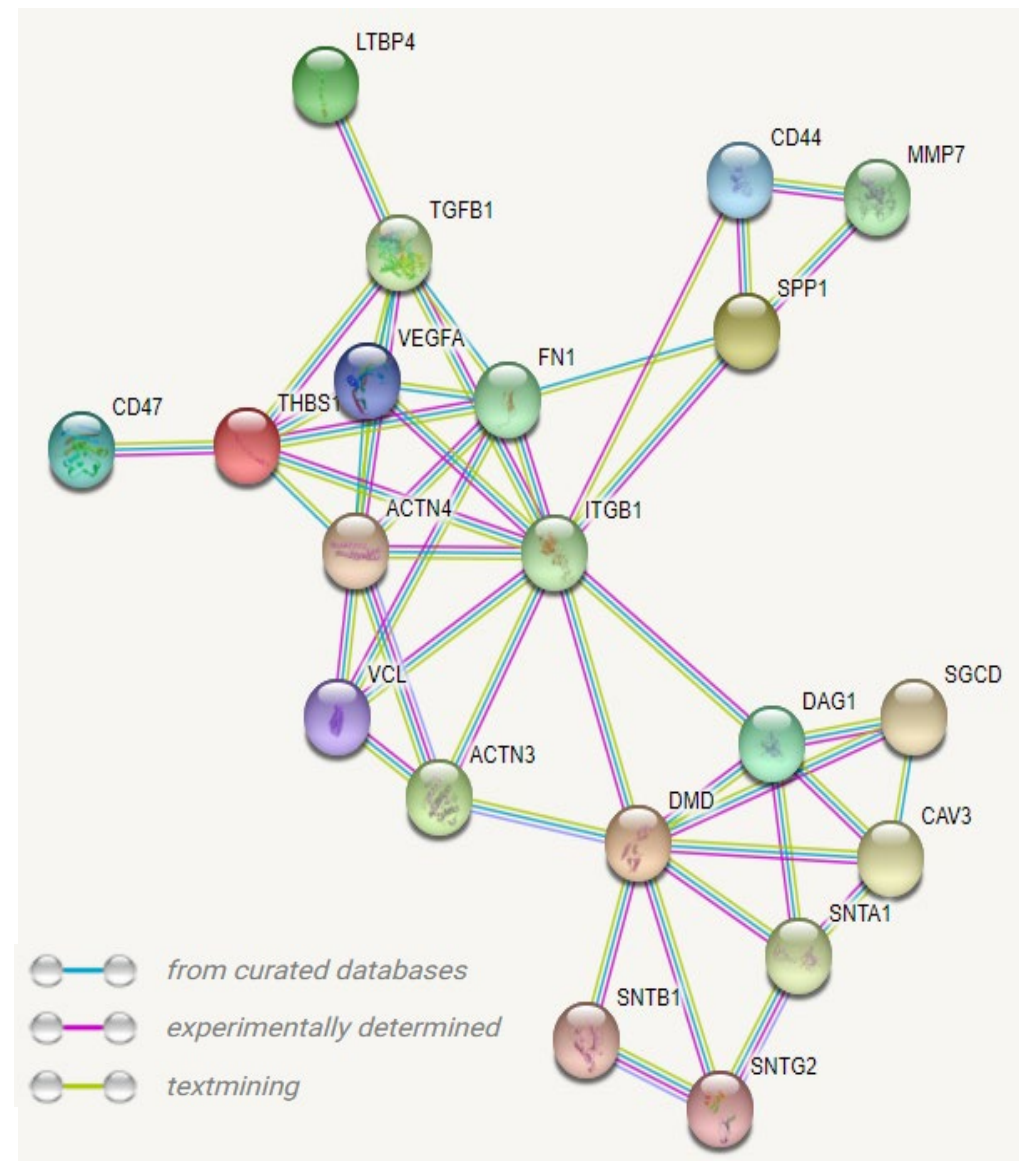 LTBP4
CD44
MMP7
TGFB1
SPP1
VEGFA
FN1
CD47
THBS1
ACTN4
ITGB1
VCL
SGCD
DAG1
ACTN3
DMD
CAV3
SNTA1
from curated databases
SNTB1
experimentally determined
SNTG2
textmining